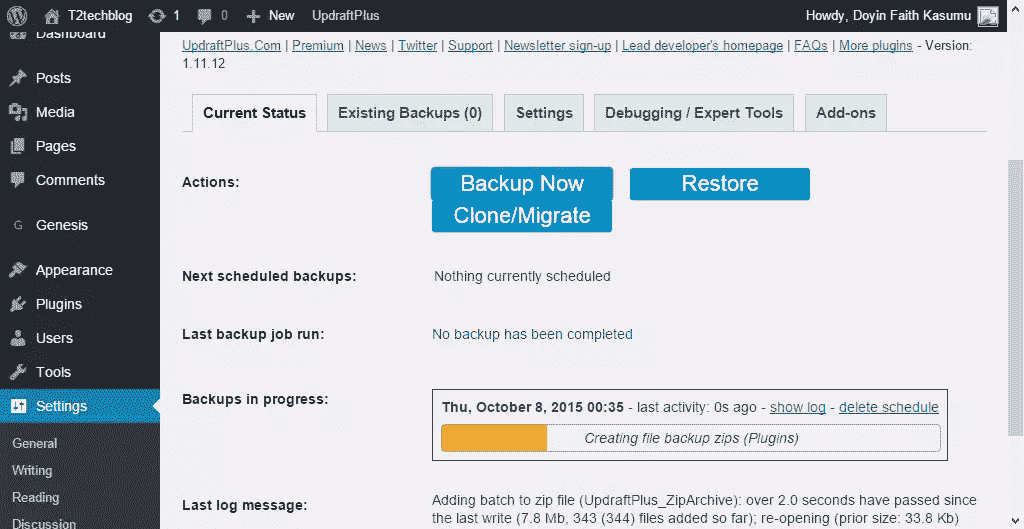 T2techblog 1 0 New UpdraftPlus Howdy, Doyin Faith Kasumu
Dashboard
Posts
Media
Pages
Comments
G Genesis
Appearance
Plugins
Users
Tools
Settings
General
Writing
Reading
Discussion
UpdraftPlus.Com | Premium | News | Twitter | Support | Newsletter sign-up | Lead developer's homepage | FAQs | More plugins - Version:
1.11.12
Current Status Existing Backups (0) Settings Debugging / Expert Tools Add-ons
Actions: Backup Now Restore
Clone/Migrate
Next scheduled backups: Nothing currently scheduled
Last backup job run: No backup has been completed
Backups in progress: Thu, October 8, 2015 00:35 - last activity: 0s ago - show log - delete schedule
Creating file backup zips (Plugins)
Last log message: Adding batch to zip file (UpdraftPlus_ZipArchive): over 2.0 seconds have passed since
the last write (7.8 Mb, 343 (344) files added so far); re-opening (prior size: 33.8 Kb)